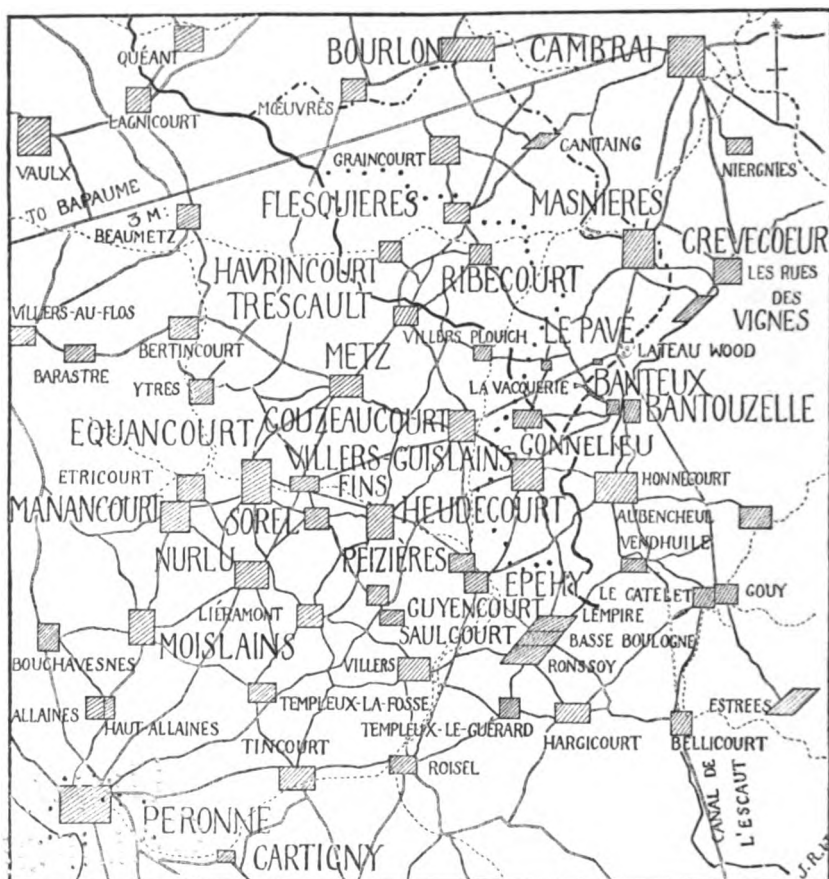 QUÉANT
BOURLON
CAMBRAI
LAGNICOURT
MŒUVRES
CANTAING
VAULX
GRAINCOURT
NIERGNIES
TO BAPAUME
3 M:
FLESQUIERES
MASNIERES
BEAUMETZ
CREVECOEUR
HAVRINCOURT
RIBECOURT
LES RUES
DES
VIGNES
TRESCAULT
VILLERS-AU-FLOS
VILLERS PLOUICH
LE PAVE
BERTINCOURT
LATEAU WOOD
BARASTRE
METZ
YTRES
LA VACQUERIE
BANTEUX
BANTOUZELLE
GOUZEAUCOURT
EQUANCOURT
GONNELIEU
VILLERS-GUISLAINS
ETRICOURT
FINS
HONNECOURT
MANANCOURT
SOREL
HEUDECOURT
AUBENCHEUL
VENDHUILE
NURLU
PEIZIÈRES
EPEHY
LE CATELET
GOUY
LIÉRAMONT
GUYENCOURT
LEMPIRE
MOISLAINS
SAULCOURT
BASSE BOULOGNE
BOUCHAVESNES
VILLERS
RONSSOY
TEMPLEUX-LA-FOSSE
ESTREES
ALLAINES
HAUT-ALLAINES
TEMPLEUX-LE-GUÉRARD
HARGICOURT
BELLICOURT
TINCOURT
ROISEL
CANAL DE
L'ESCAUT
PERONNE
CARTIGNY